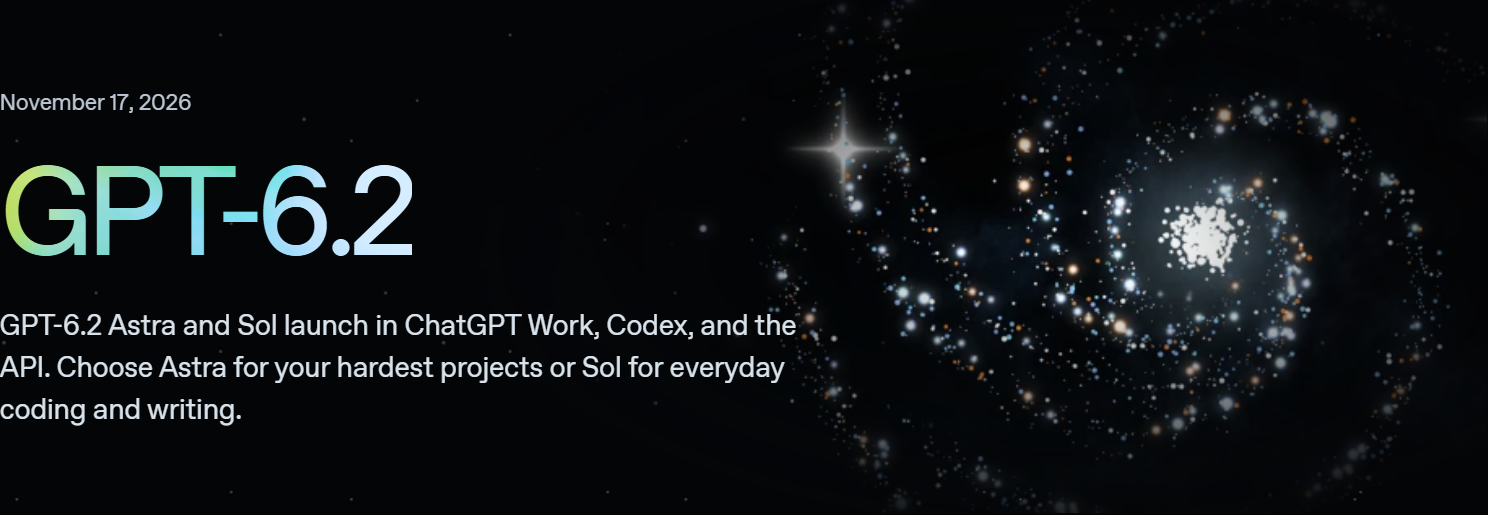 November 17, 2026
GPT-6.2
GPT-6.2 Astra and Sol launch in ChatGPT Work, Codex, and the
API. Choose Astra for your hardest projects or Sol for everyday
coding and writing.